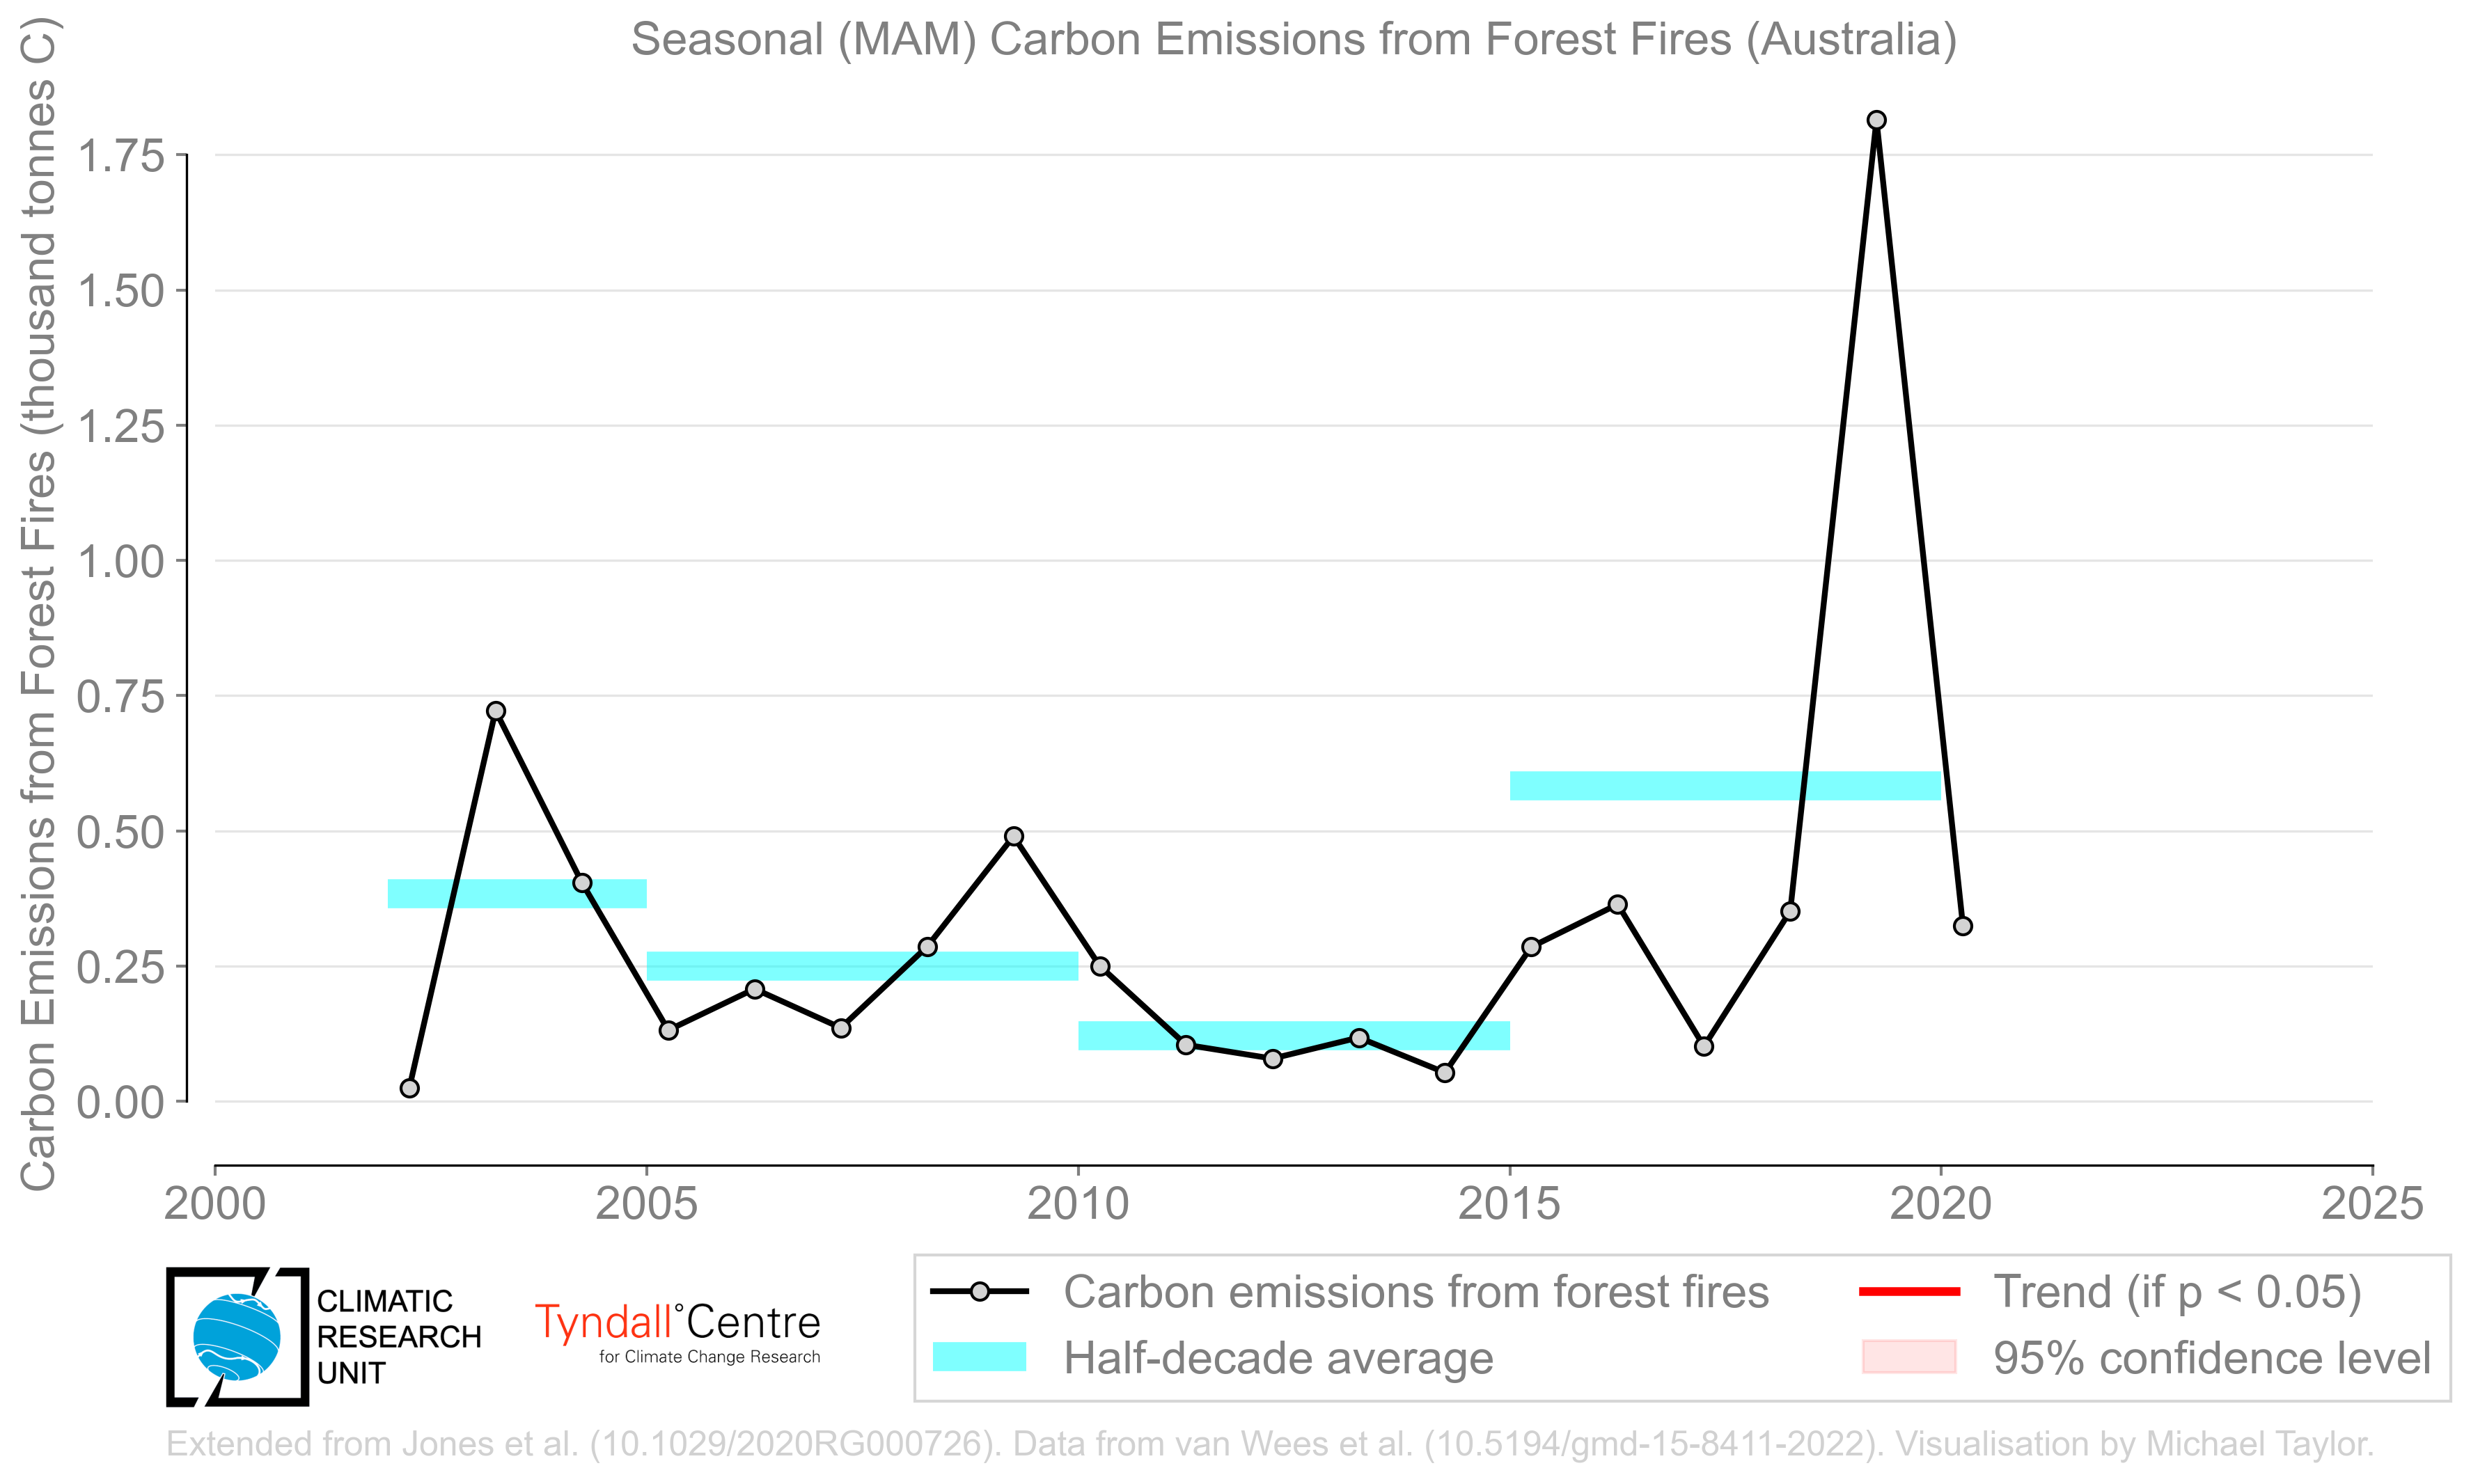 Seasonal (MAM) Carbon Emissions from Forest Fires (Australia)
Carbon Emissions from Forest Fires (thousand tonnes C)
1.75
1.50
1.25
1.00
0.75
0.50
0.25
0.00
2000 2005 2010 2015 2020 2025
CLIMATIC
RESEARCH
UNIT
Tyndall°Centre
for Climate Change Research
Carbon emissions from forest fires
Half-decade average
Trend (if p < 0.05)
95% confidence level
Extended from Jones et al. (10.1029/2020RG000726). Data from van Wees et al. (10.5194/gmd-15-8411-2022). Visualisation by Michael Taylor.